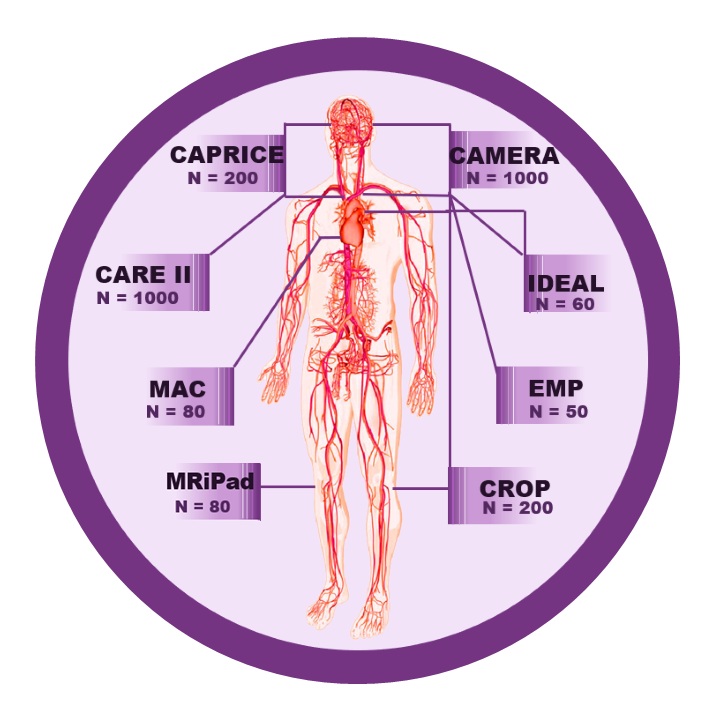 CAPRICE
N = 200
CAMERA
N = 1000
CARE II
N = 1000
IDEAL
N = 60
MAC
N = 80
EMP
N = 50
MRiPad
N = 80
CROP
N = 200